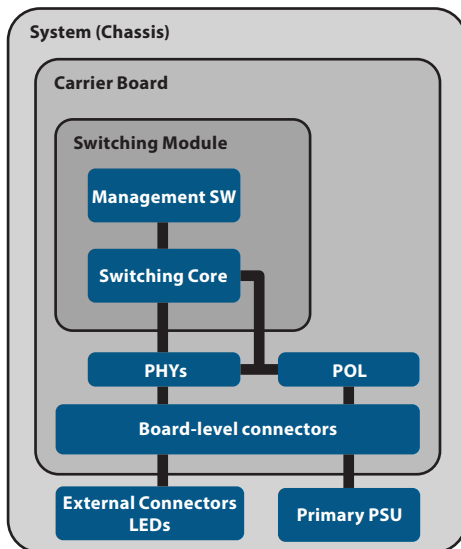 System (Chassis)
Carrier Board
Switching Module
Management SW
Switching Core
PHYs
POL
Board-level connectors
External Connectors
LEDs
Primary PSU